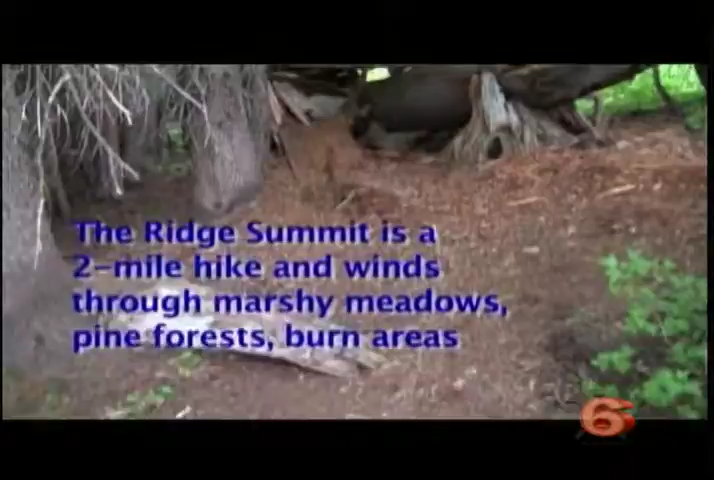 The Ridge Summit is a
2-mile hike and winds
through marshy meadows,
pine forests, burn areas
6